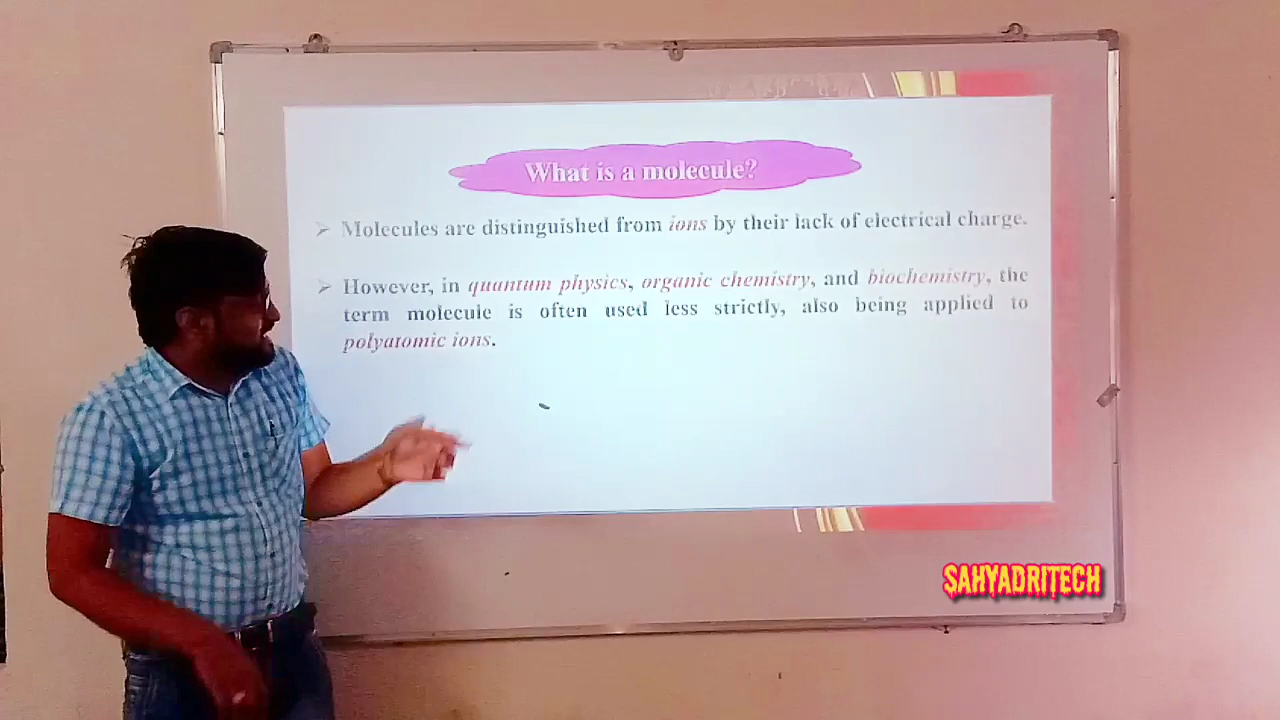 What is a molecule?
➢ Molecules are distinguished from ions by their lack of electrical charge.
➢ However, in quantum physics, organic chemistry, and biochemistry, the
term molecule is often used less strictly, also being applied to
polyatomic ions.
SAHYADRITECH